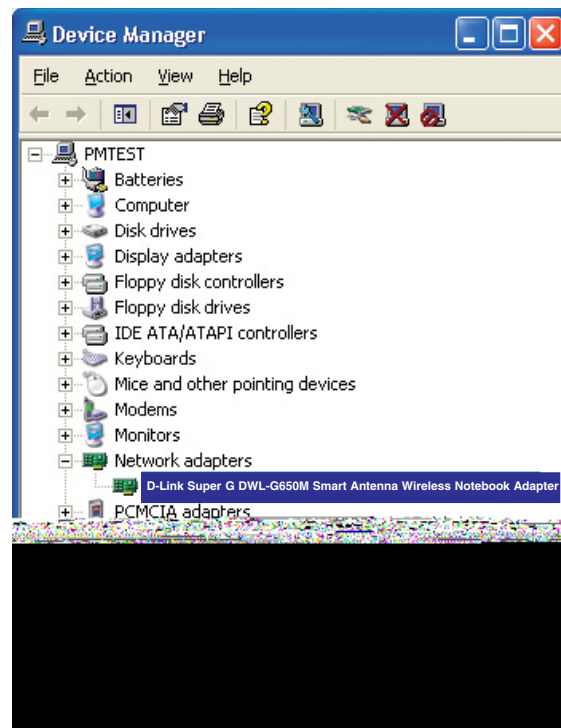 Device Manager
File Action View Help
PMTEST
Batteries
Computer
Disk drives
Display adapters
Floppy disk controllers
Floppy disk drives
IDE ATA/ATAPI controllers
Keyboards
Mice and other pointing devices
Modems
Monitors
Network adapters
D-Link Super G DWL-G650M Smart Antenna Wireless Notebook Adapter
PCMCIA adapters